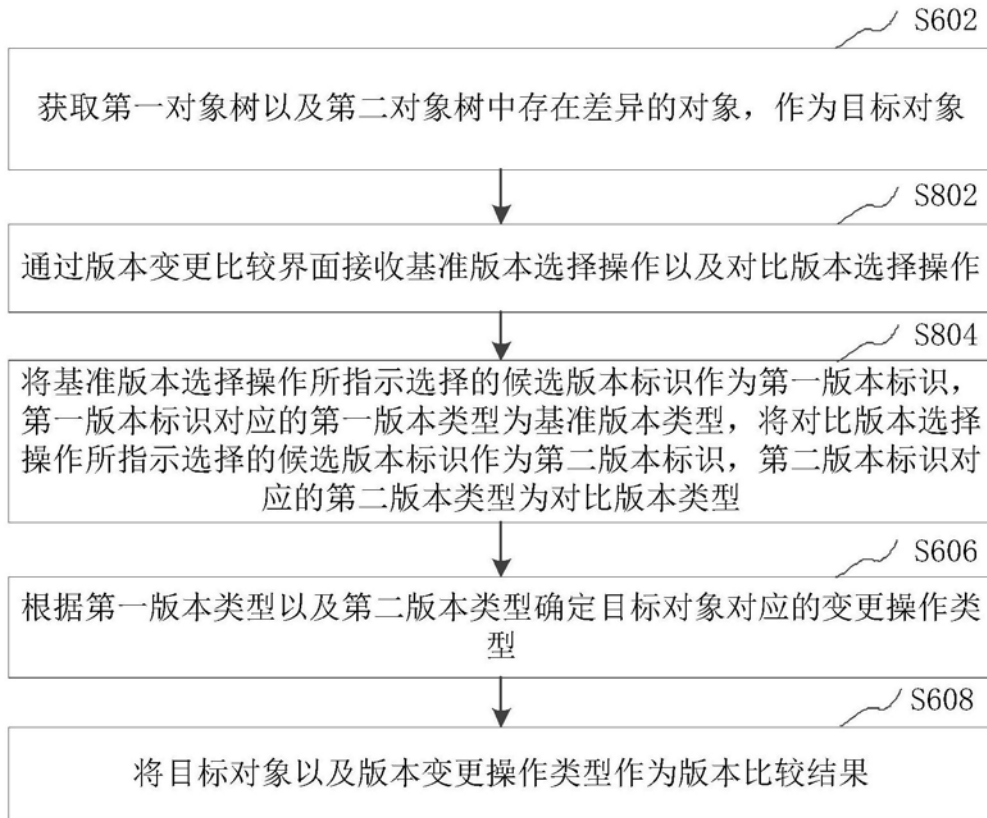 S602
获取第一对象树以及第二对象树中存在差异的对象，作为目标对象
S802
通过版本变更比较界面接收基准版本选择操作以及对比版本选择操作
S804
将基准版本选择操作所指示选择的候选版本标识作为第一版本标识，
第一版本标识对应的第一版本类型为基准版本类型，将对比版本选择
操作所指示选择的候选版本标识作为第二版本标识，第二版本标识对
应的第二版本类型为对比版本类型
S606
根据第一版本类型以及第二版本类型确定目标对象对应的变更操作类
型
S608
将目标对象以及版本变更操作类型作为版本比较结果